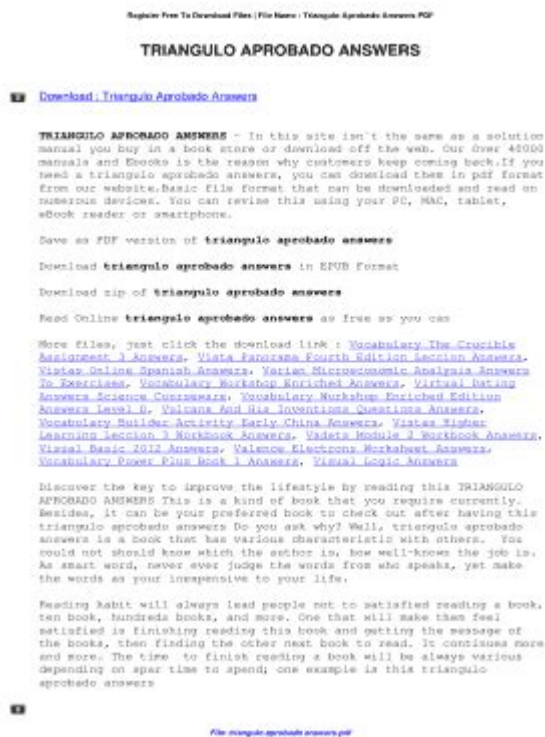 Register Free To Download Files | File Name : Triangulo Aprobado Answers PDF
TRIANGULO APROBADO ANSWERS
Download : Triangulo Aprobado Answers
TRIANGULO APROBADO ANSWERS - In this site isn`t the same as a solution
manual you buy in a book store or download off the web. Our Over 40000
manuals and Ebooks is the reason why customers keep coming back.If you
need a triangulo aprobado answers, you can download them in pdf format
from our website.Basic file format that can be downloaded and read on
numerous devices. You can revise this using your PC, MAC, tablet,
eBook reader or smartphone.
Save as PDF version of triangulo aprobado answers
Download triangulo aprobado answers in EPUB Format
Download zip of triangulo aprobado answers
Read Online triangulo aprobado answers as free as you can
More files, just click the download link : Vocabulary The Crucible
Assignment 3 Answers, Vista Panorama Fourth Edition Leccion Answers,
Vistas Online Spanish Answers, Varian Microeconomic Analysis Answers
To Exercises, Vocabulary Workshop Enriched Answers, Virtual Dating
Answers Science Courseware, Vocabulary Workshop Enriched Edition
Answers Level D, Vulcans And His Inventions Questions Answers,
Vocabulary Builder Activity Early China Answers, Vistas Higher
Learning Leccion 3 Workbook Answers, Vadets Module 2 Workbook Answers,
Visual Basic 2012 Answers, Valence Electrons Worksheet Answers,
Vocabulary Power Plus Book 1 Answers, Visual Logic Answers
Discover the key to improve the lifestyle by reading this TRIANGULO
APROBADO ANSWERS This is a kind of book that you require currently.
Besides, it can be your preferred book to check out after having this
triangulo aprobado answers Do you ask why? Well, triangulo aprobado
answers is a book that has various characteristic with others. You
could not should know which the author is, how well-known the job is.
As smart word, never ever judge the words from who speaks, yet make
the words as your inexpensive to your life.
Reading habit will always lead people not to satisfied reading a book,
ten book, hundreds books, and more. One that will make them feel
satisfied is finishing reading this book and getting the message of
the books, then finding the other next book to read. It continues more
and more. The time to finish reading a book will be always various
depending on spar time to spend; one example is this triangulo
aprobado answers
File: triangulo aprobado answers.pdf